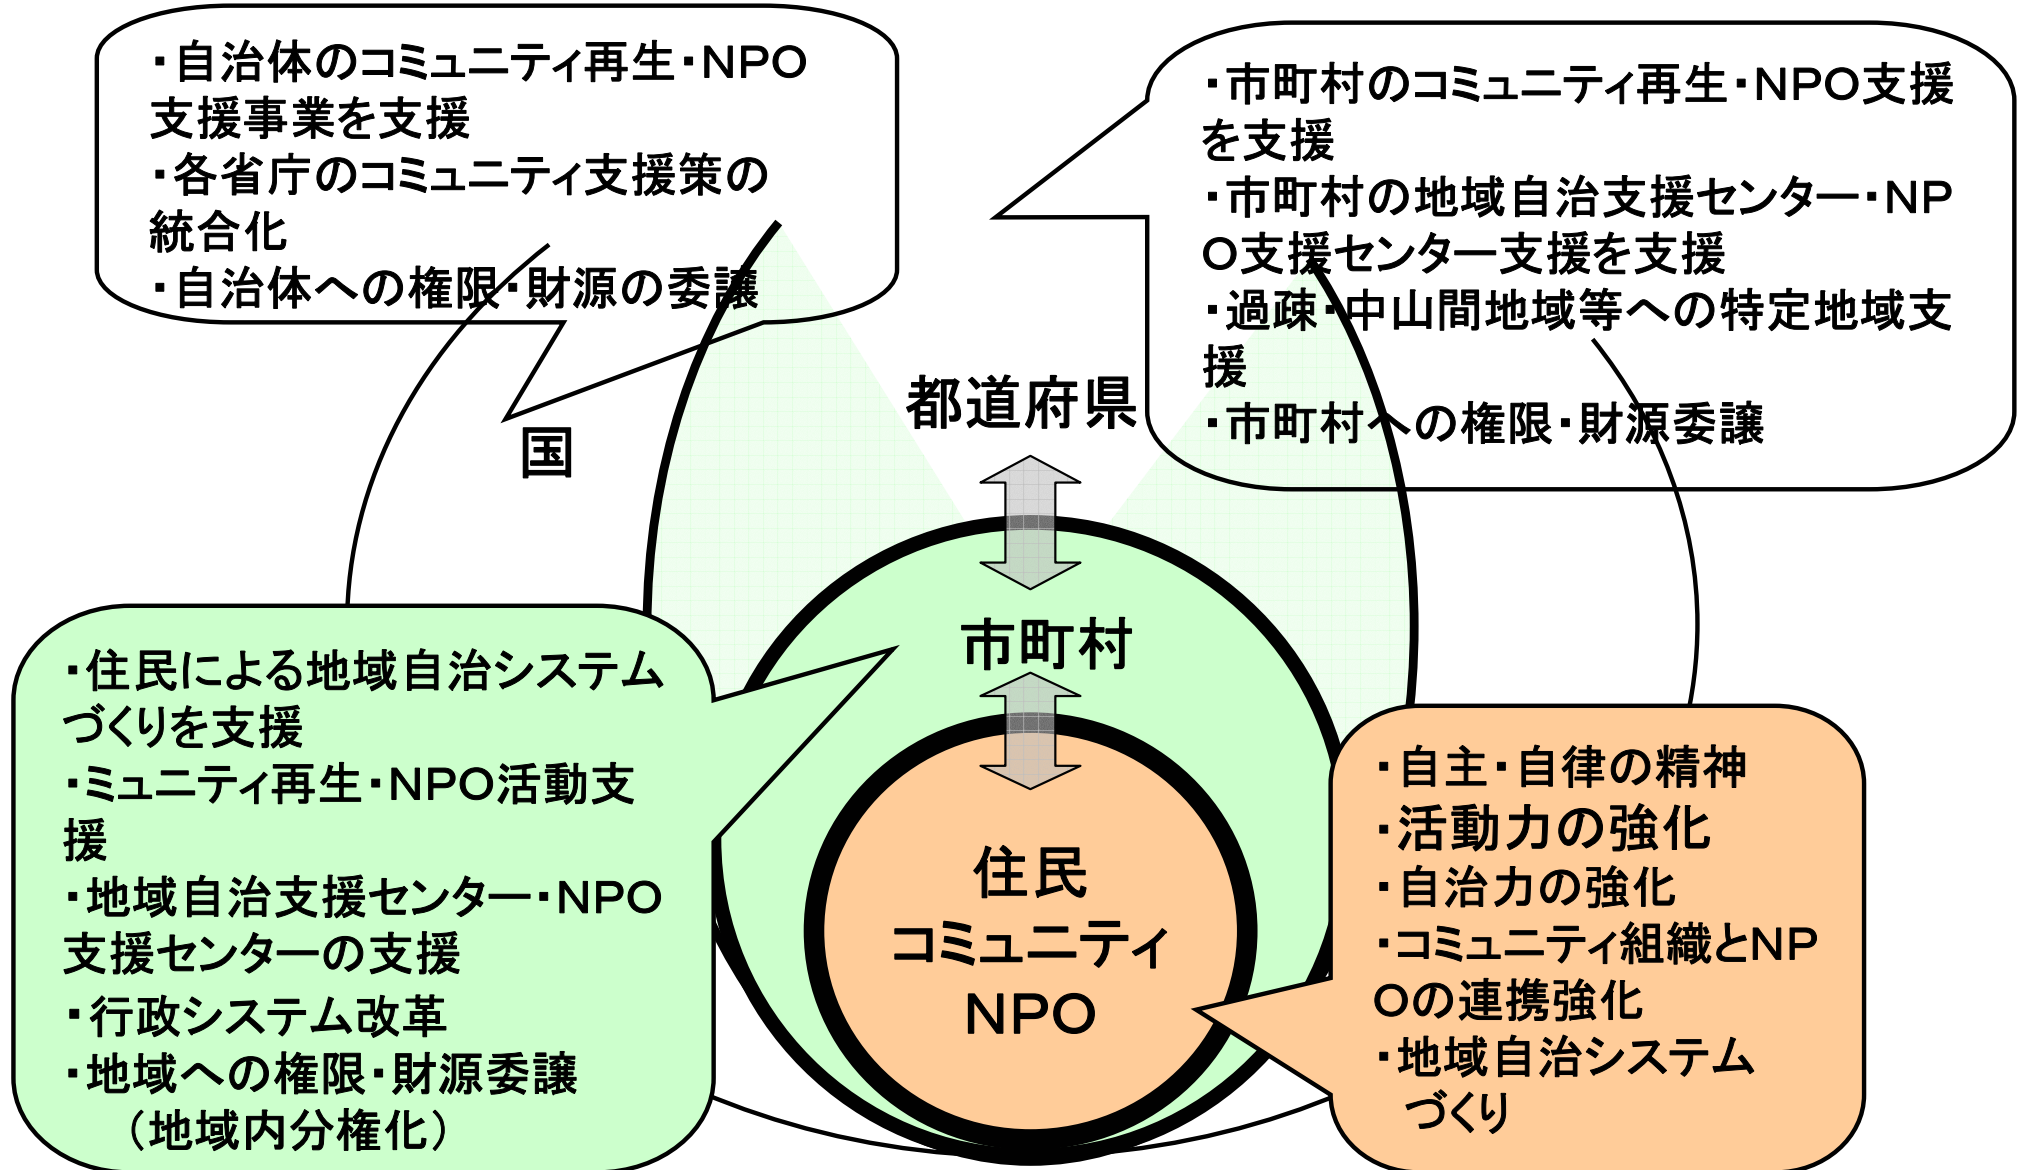 ・自治体のコミュニティ再生・NPO
支援事業を支援
・各省庁のコミュニティ支援策の
統合化
・自治体への権限・財源の委譲
・市町村のコミュニティ再生・NPO支援
を支援
・市町村の地域自治支援センター・NP
O支援センター支援を支援
・過疎・中山間地域等への特定地域支
援
・市町村への権限・財源委譲
都道府県
国
市町村
・住民による地域自治システム
づくりを支援
・ミュニティ再生・NPO活動支
援
・地域自治支援センター・NPO
支援センターの支援
・行政システム改革
・地域への権限・財源委譲
（地域内分権化）
住民
コミュニティ
NPO
・自主・自律の精神
・活動力の強化
・自治力の強化
・コミュニティ組織とNP
Oの連携強化
・地域自治システム
づくり